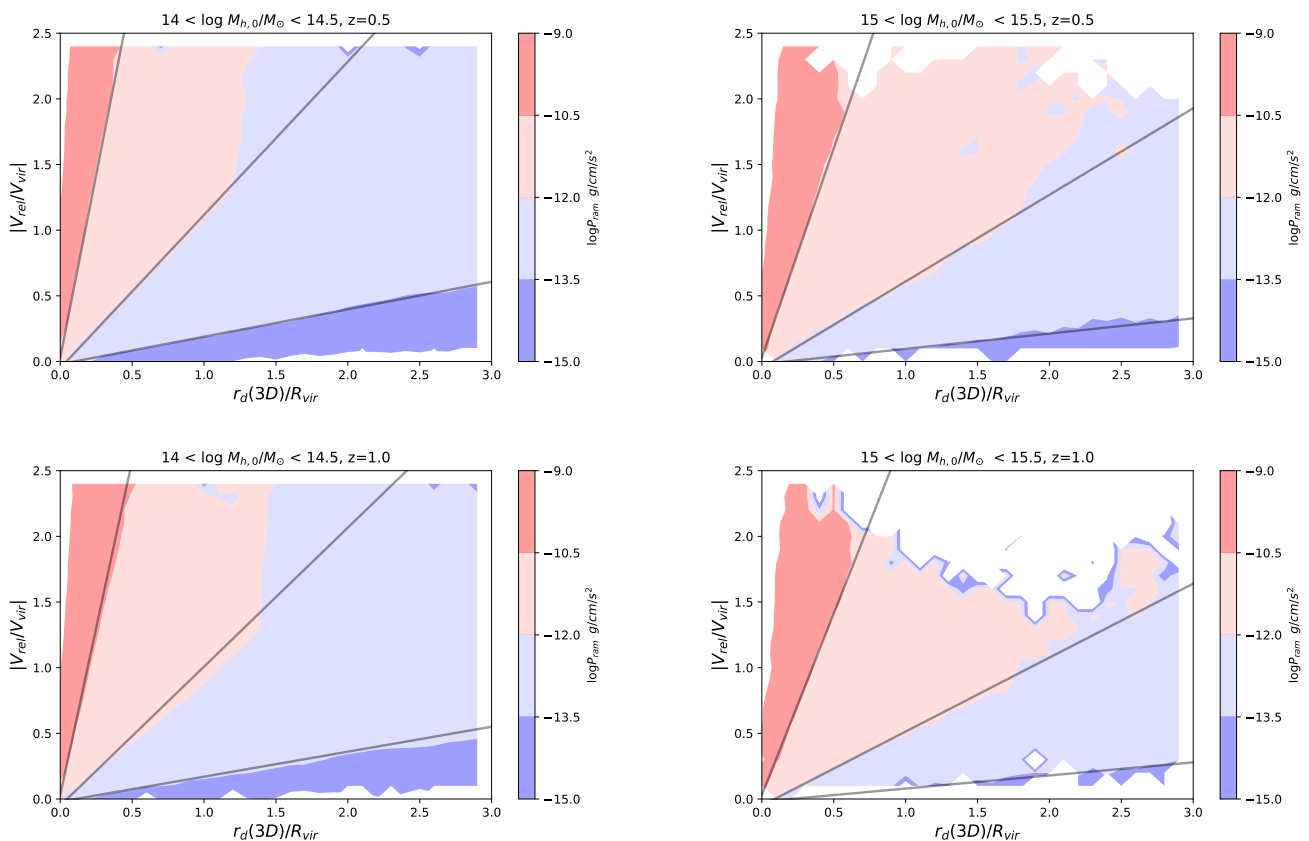 14 < log M_{h,0}/M_⊙ < 14.5, z=0.5
2.5
2.0
1.5
1.0
0.5
0.0
|V_{rel}/V_{vir}|
0.0 0.5 1.0 1.5 2.0 2.5 3.0
r_d(3D)/R_{vir}
−9.0
−10.5
−12.0
−13.5
−15.0
logP_{ram} g/cm/s^2
15 < log M_{h,0}/M_⊙ < 15.5, z=0.5
2.5
2.0
1.5
1.0
0.5
0.0
|V_{rel}/V_{vir}|
0.0 0.5 1.0 1.5 2.0 2.5 3.0
r_d(3D)/R_{vir}
−9.0
−10.5
−12.0
−13.5
−15.0
logP_{ram} g/cm/s^2
14 < log M_{h,0}/M_⊙ < 14.5, z=1.0
2.5
2.0
1.5
1.0
0.5
0.0
|V_{rel}/V_{vir}|
0.0 0.5 1.0 1.5 2.0 2.5 3.0
r_d(3D)/R_{vir}
−9.0
−10.5
−12.0
−13.5
−15.0
logP_{ram} g/cm/s^2
15 < log M_{h,0}/M_⊙ < 15.5, z=1.0
2.5
2.0
1.5
1.0
0.5
0.0
|V_{rel}/V_{vir}|
0.0 0.5 1.0 1.5 2.0 2.5 3.0
r_d(3D)/R_{vir}
−9.0
−10.5
−12.0
−13.5
−15.0
logP_{ram} g/cm/s^2